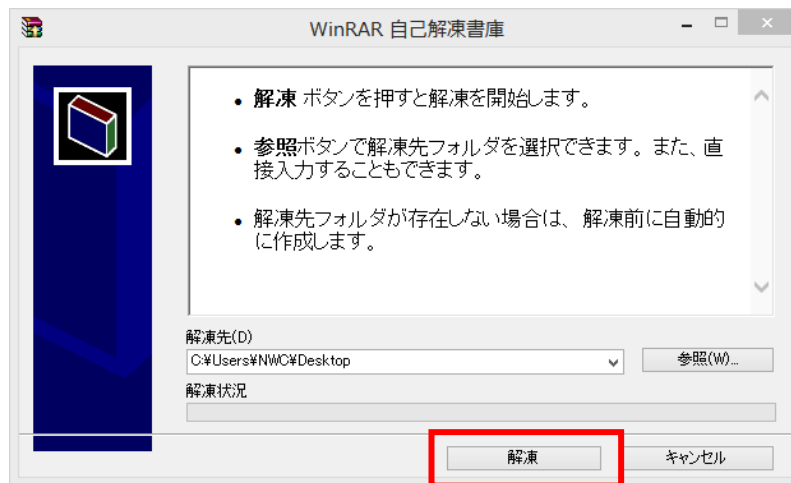 WinRAR 自己解凍書庫
• 解凍 ボタンを押すと解凍を開始します。
• 参照ボタンで解凍先フォルダを選択できます。また、直
接入力することもできます。
• 解凍先フォルダが存在しない場合は、解凍前に自動的
に作成します。
解凍先(D)
C:¥Users¥NWC¥Desktop
参照(W)...
解凍状況
解凍
キャンセル